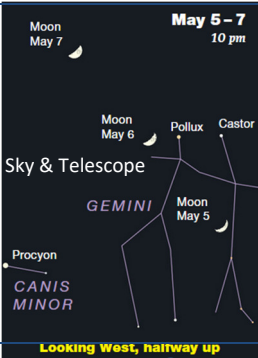 May 5–7
10 pm
Moon
May 7
Moon
May 6
Pollux
Castor
Sky & Telescope
GEMINI
Moon
May 5
Procyon
CANIS
MINOR
Looking West, halfway up